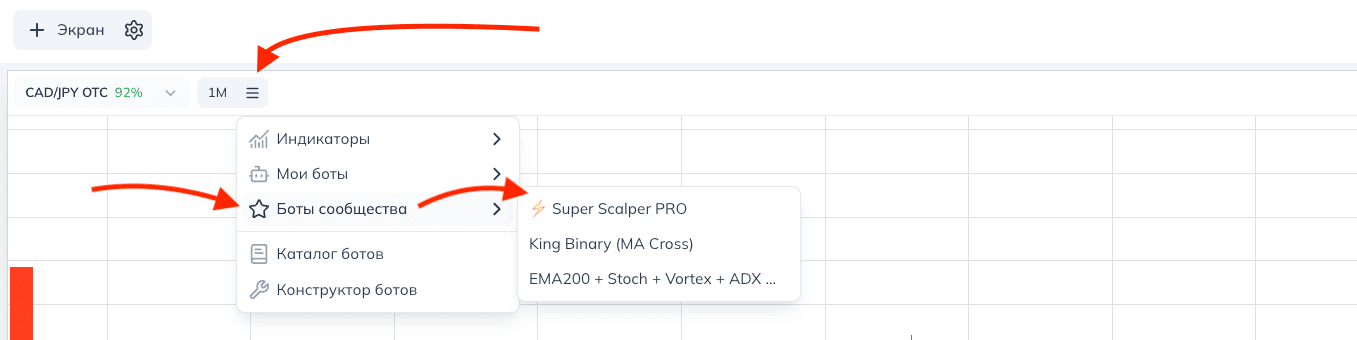 Экран
CAD/JPY OTC 92%
1M
Индикаторы
Мои боты
Боты сообщества
Каталог ботов
Конструктор ботов
⚡ Super Scalper PRO
King Binary (MA Cross)
EMA200 + Stoch + Vortex + ADX ...